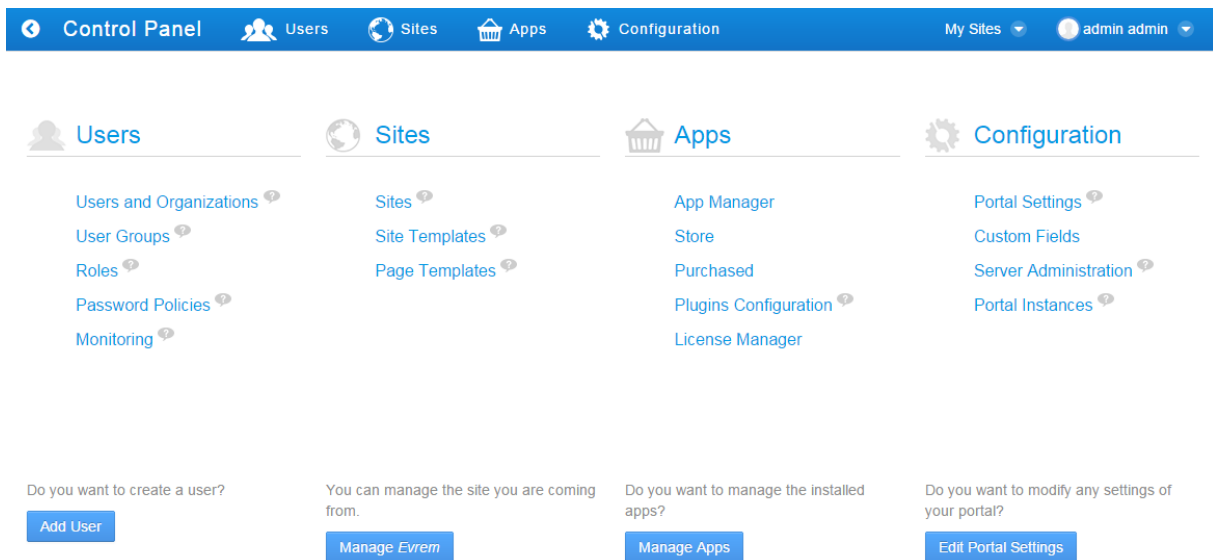 Control Panel Users Sites Apps Configuration My Sites admin admin
Users
Users and Organizations ?
User Groups ?
Roles ?
Password Policies ?
Monitoring ?
Do you want to create a user?
Add User
Sites
Sites ?
Site Templates ?
Page Templates ?
You can manage the site you are coming
from.
Manage Evrem
Apps
App Manager
Store
Purchased
Plugins Configuration ?
License Manager
Do you want to manage the installed
apps?
Manage Apps
Configuration
Portal Settings ?
Custom Fields
Server Administration ?
Portal Instances ?
Do you want to modify any settings of
your portal?
Edit Portal Settings